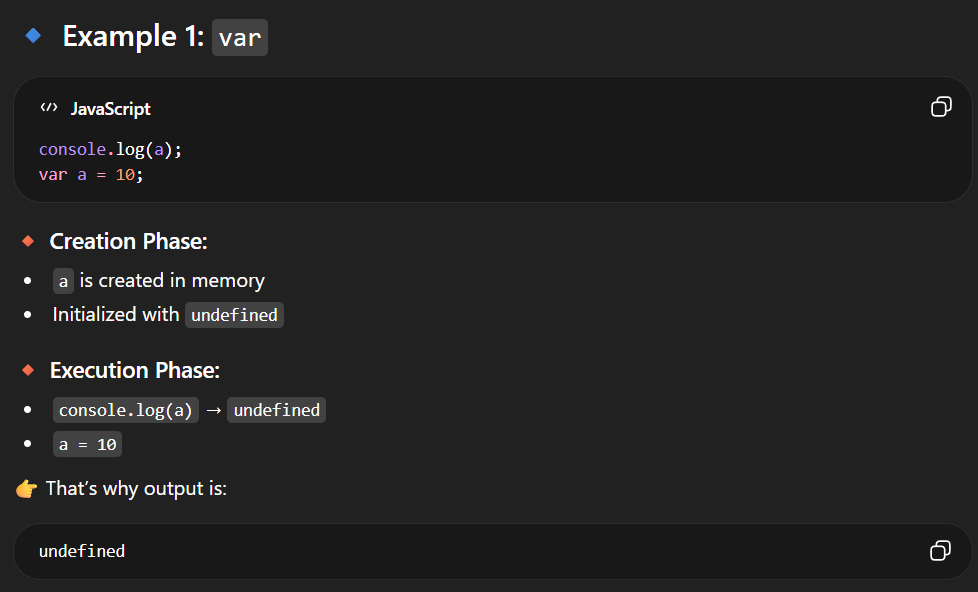 Example 1: var
JavaScript
console.log(a);
var a = 10;
Creation Phase:
a is created in memory
Initialized with undefined
Execution Phase:
console.log(a) → undefined
a = 10
👉 That’s why output is:
undefined